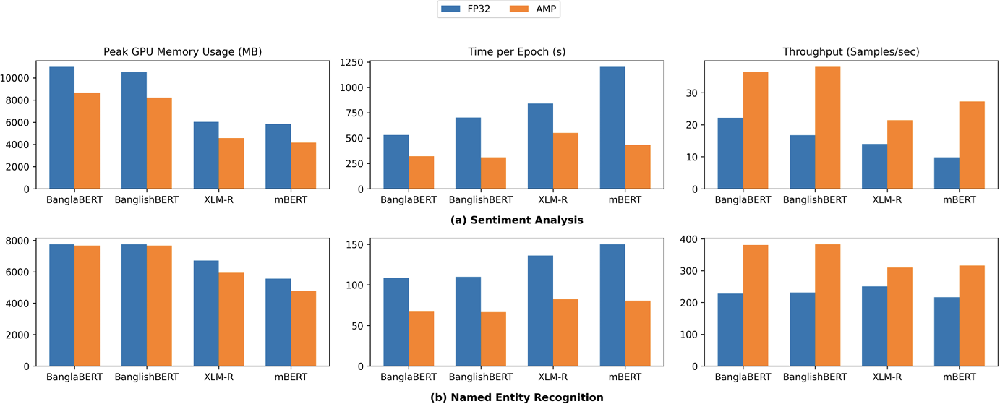 FP32 AMP
Peak GPU Memory Usage (MB)
10000
8000
6000
4000
2000
0
BanglaBERT BanglishBERT XLM-R mBERT
Time per Epoch (s)
1250
1000
750
500
250
0
BanglaBERT BanglishBERT XLM-R mBERT
Throughput (Samples/sec)
30
20
10
0
BanglaBERT BanglishBERT XLM-R mBERT
(a) Sentiment Analysis
8000
6000
4000
2000
0
BanglaBERT BanglishBERT XLM-R mBERT
150
100
50
0
BanglaBERT BanglishBERT XLM-R mBERT
400
300
200
100
0
BanglaBERT BanglishBERT XLM-R mBERT
(b) Named Entity Recognition